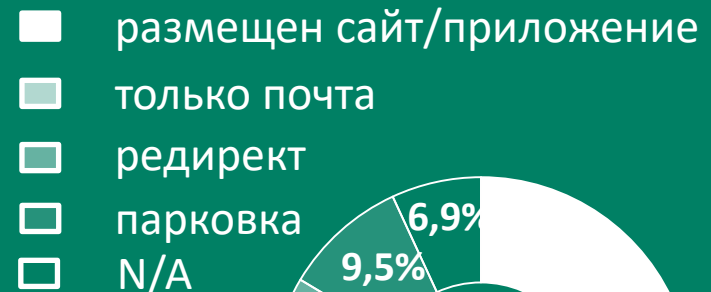 размещен сайт/приложение
только почта
редирект
парковка
N/A
6,9%
9,5%